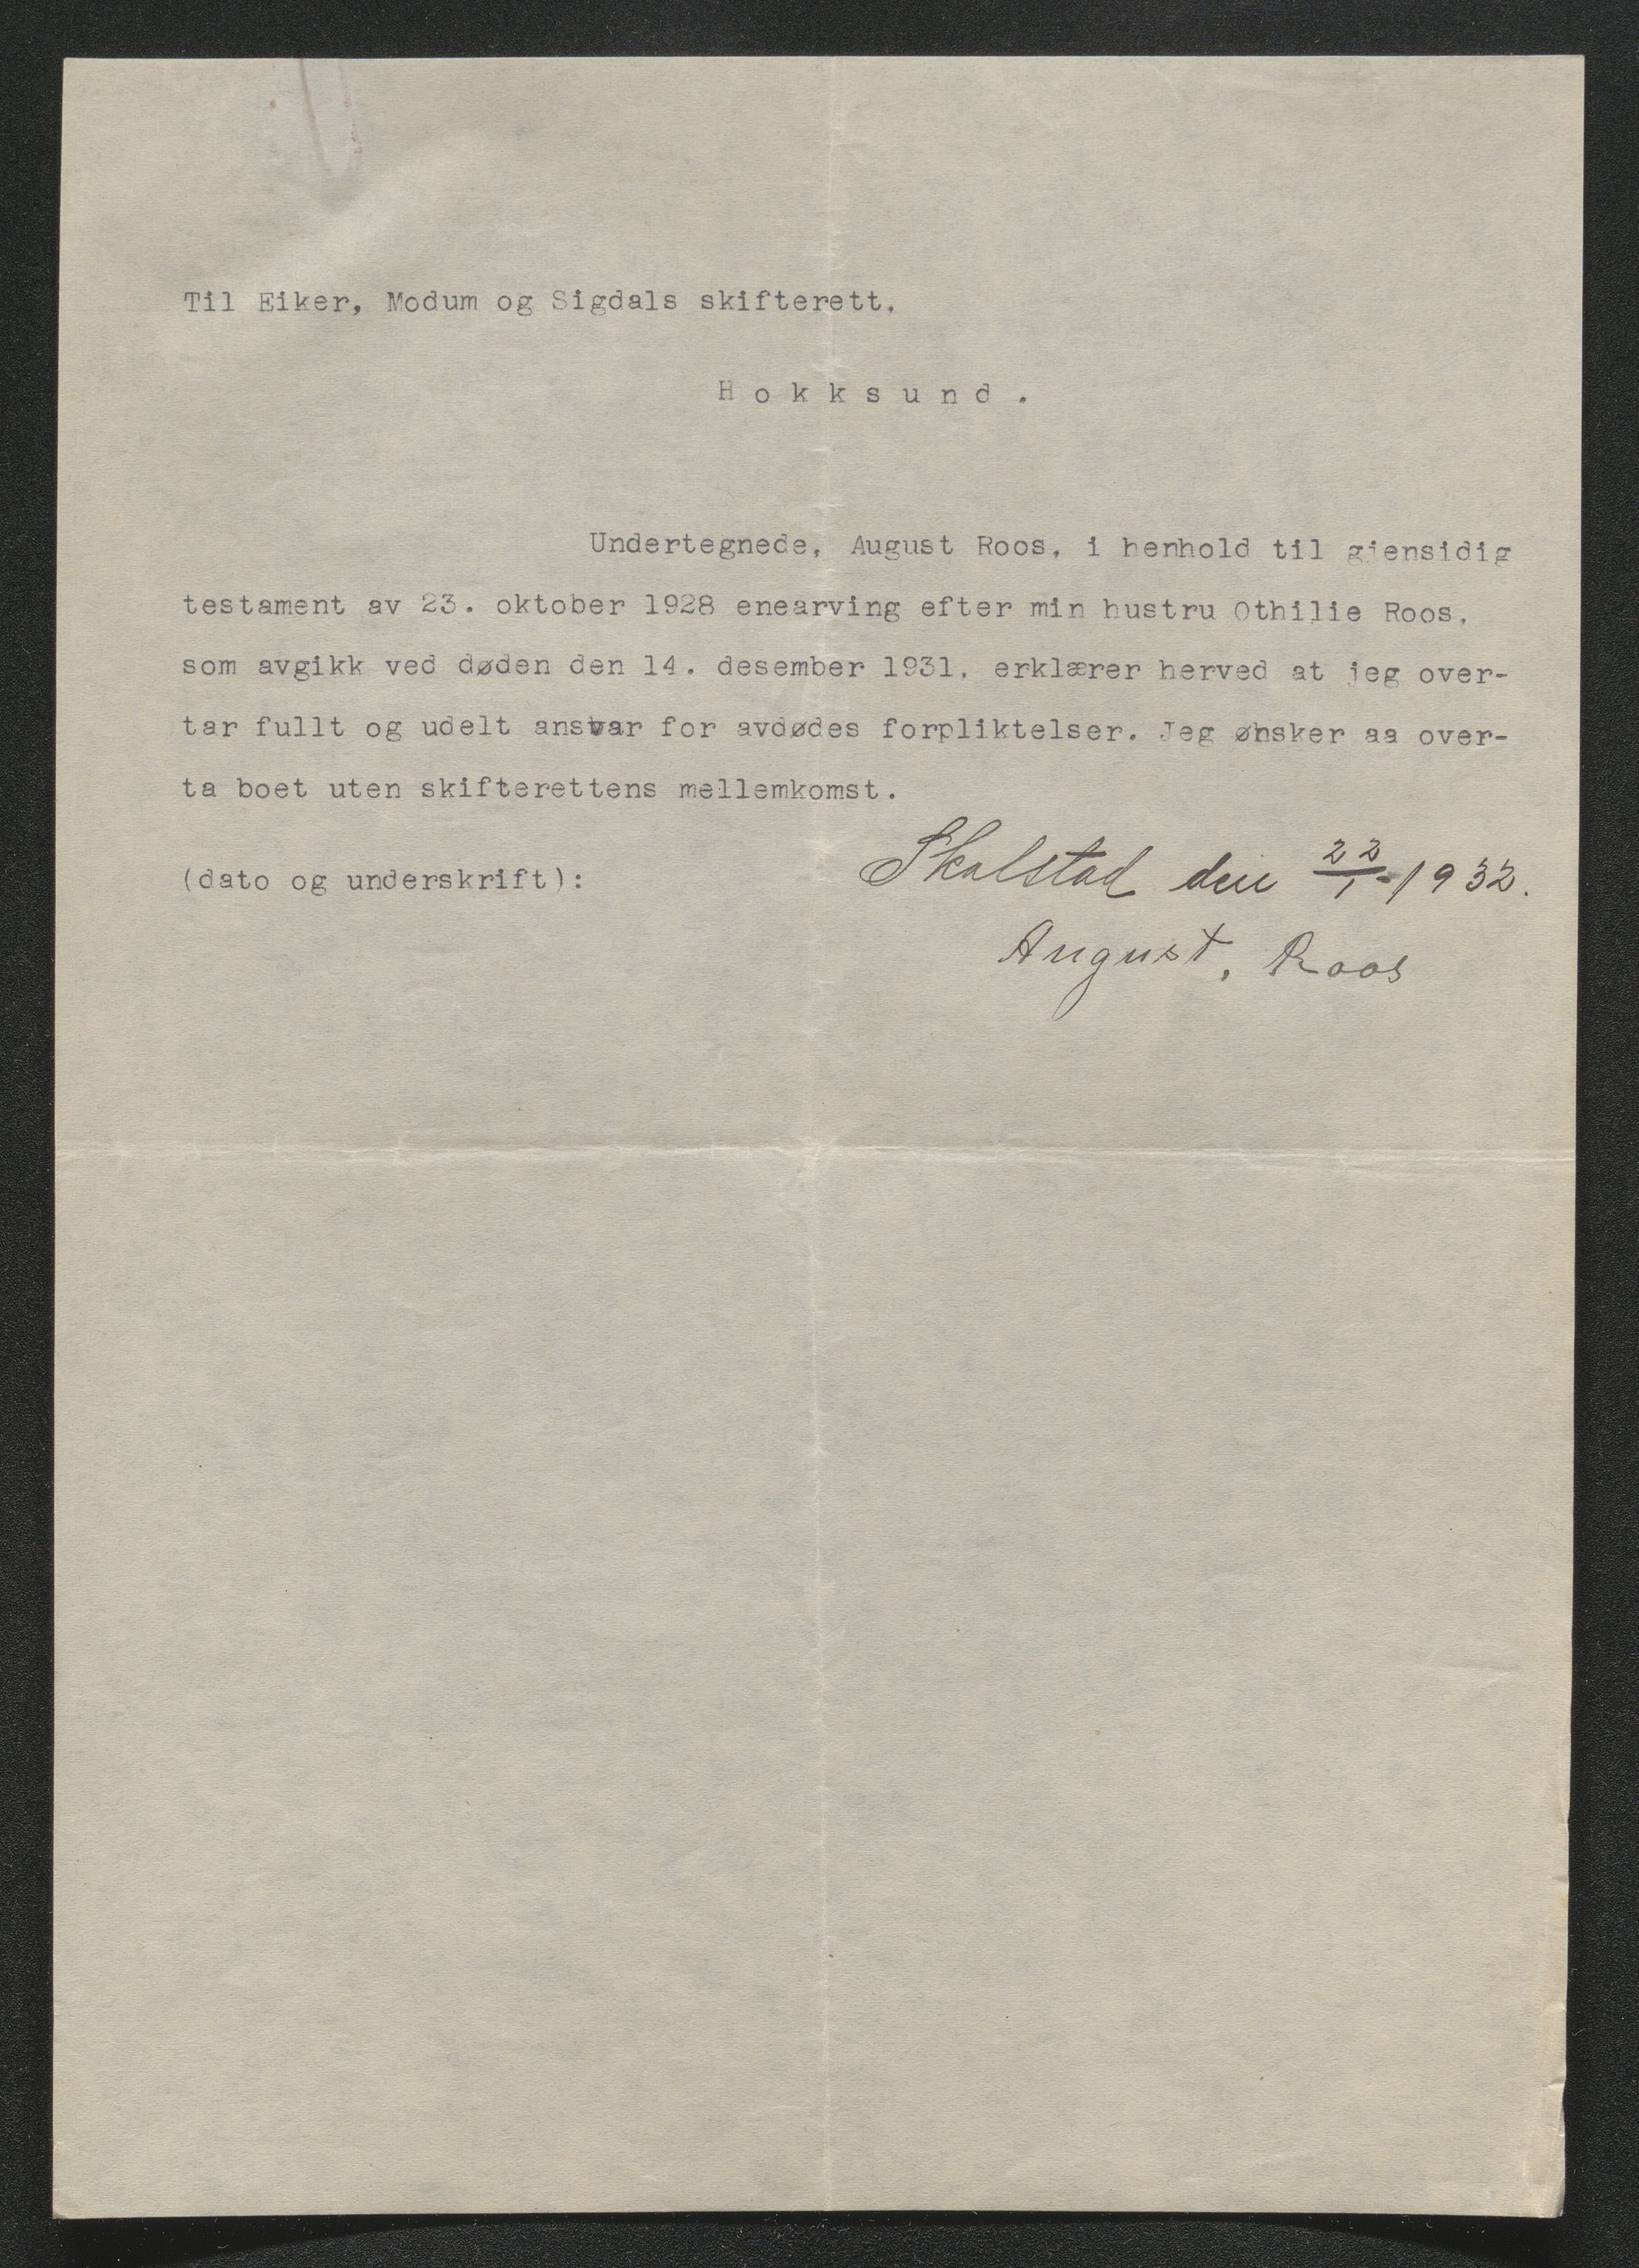 Til Eiker, Modum og Sigdals skifterett,
Hokksund.
Undertegnede, August Roos, i henhold til gjensidig
testament av 23. oktober 1928 enearving efter min hustru Othilie Roos,
som avgikk ved døden den 14. desember 1931, erklærer herved at jeg over-
tar fullt og udelt ansvar for avdødes forpliktelser. Jeg ønsker aa over-
ta boet uten skifterettens mellemkomst.
(dato og underskrift):
Skalstad den 22/1-1932.
August, Roos